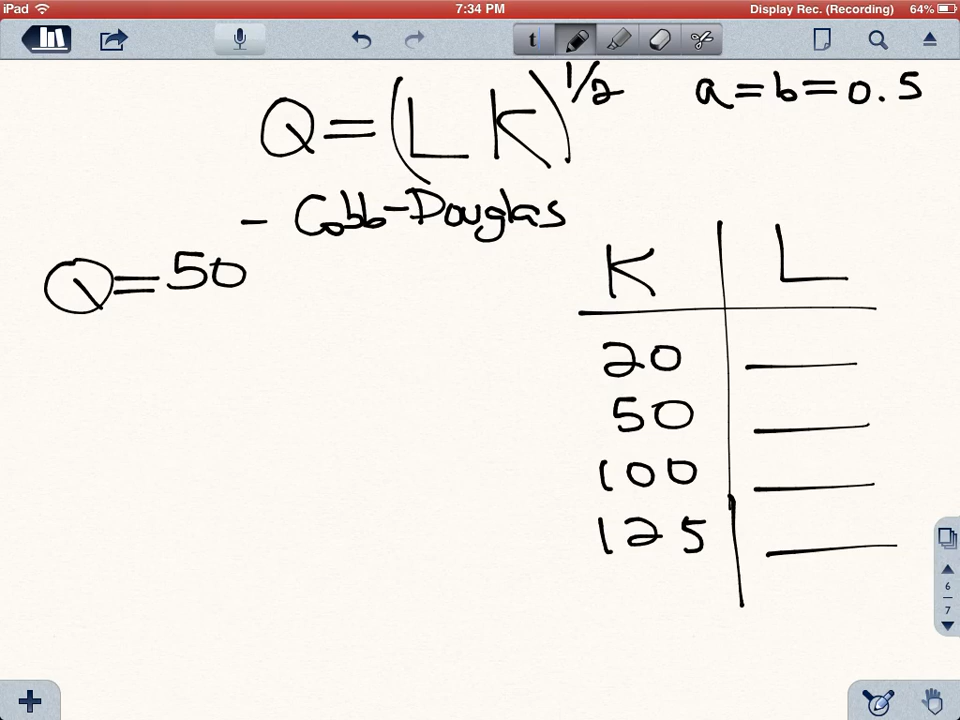 iPad 7:34 PM Display Rec. (Recording) 64%
t
Q=(LK)^1/2 a=b=0.5
- Cobb-Douglas
Q=50
K L
20
50
100
125
6
7